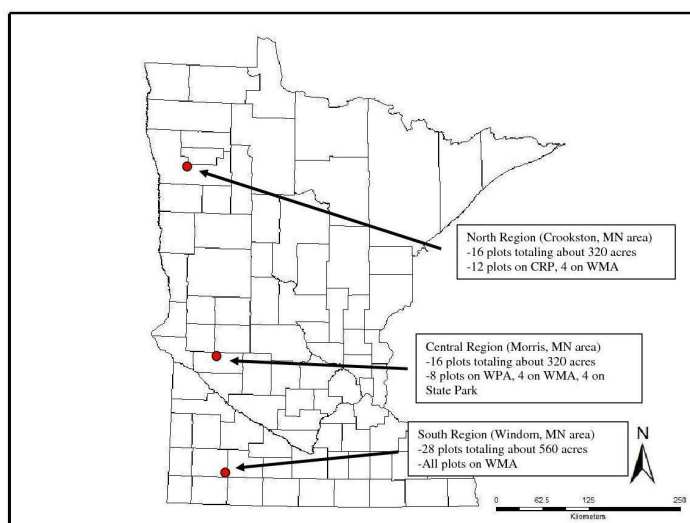 North Region (Crookston, MN area)
-16 plots totaling about 320 acres
-12 plots on CRP, 4 on WMA
Central Region (Morris, MN area)
-16 plots totaling about 320 acres
-8 plots on WPA, 4 on WMA, 4 on
State Park
South Region (Windom, MN area)
-28 plots totaling about 560 acres
-All plots on WMA
N
0 62.5 125 250
Kilometers